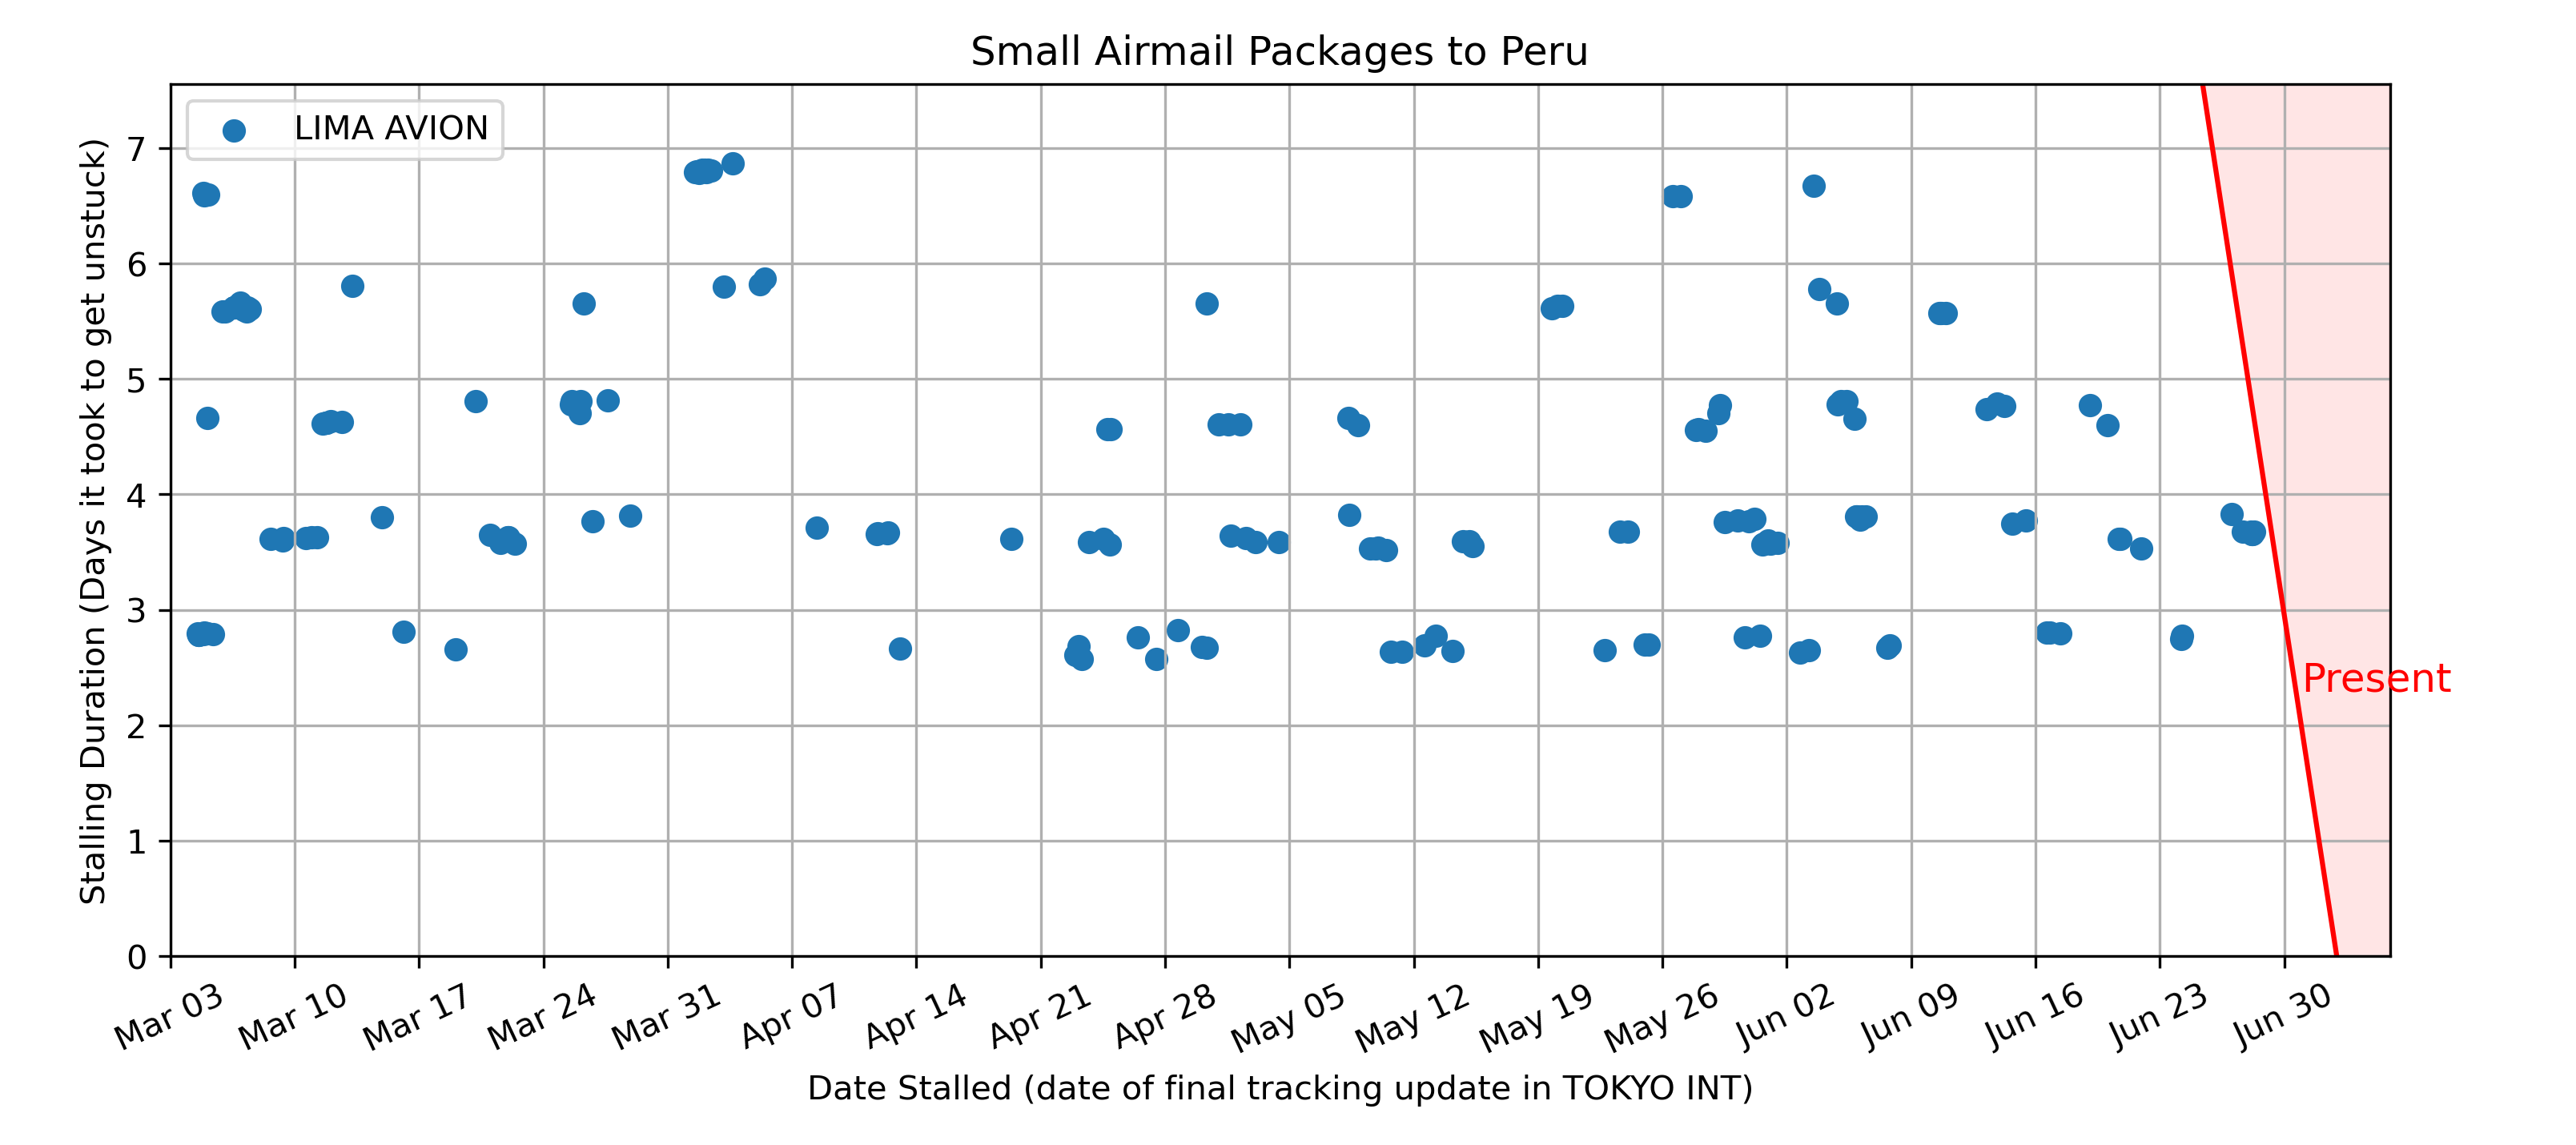 Small Airmail Packages to Peru
LIMA AVION
Stalling Duration (Days it took to get unstuck)
7
6
5
4
3
2
1
0
Present
Mar 03
Mar 10
Mar 17
Mar 24
Mar 31
Apr 07
Apr 14
Apr 21
Apr 28
May 05
May 12
May 19
May 26
Jun 02
Jun 09
Jun 16
Jun 23
Jun 30
Date Stalled (date of final tracking update in TOKYO INT)